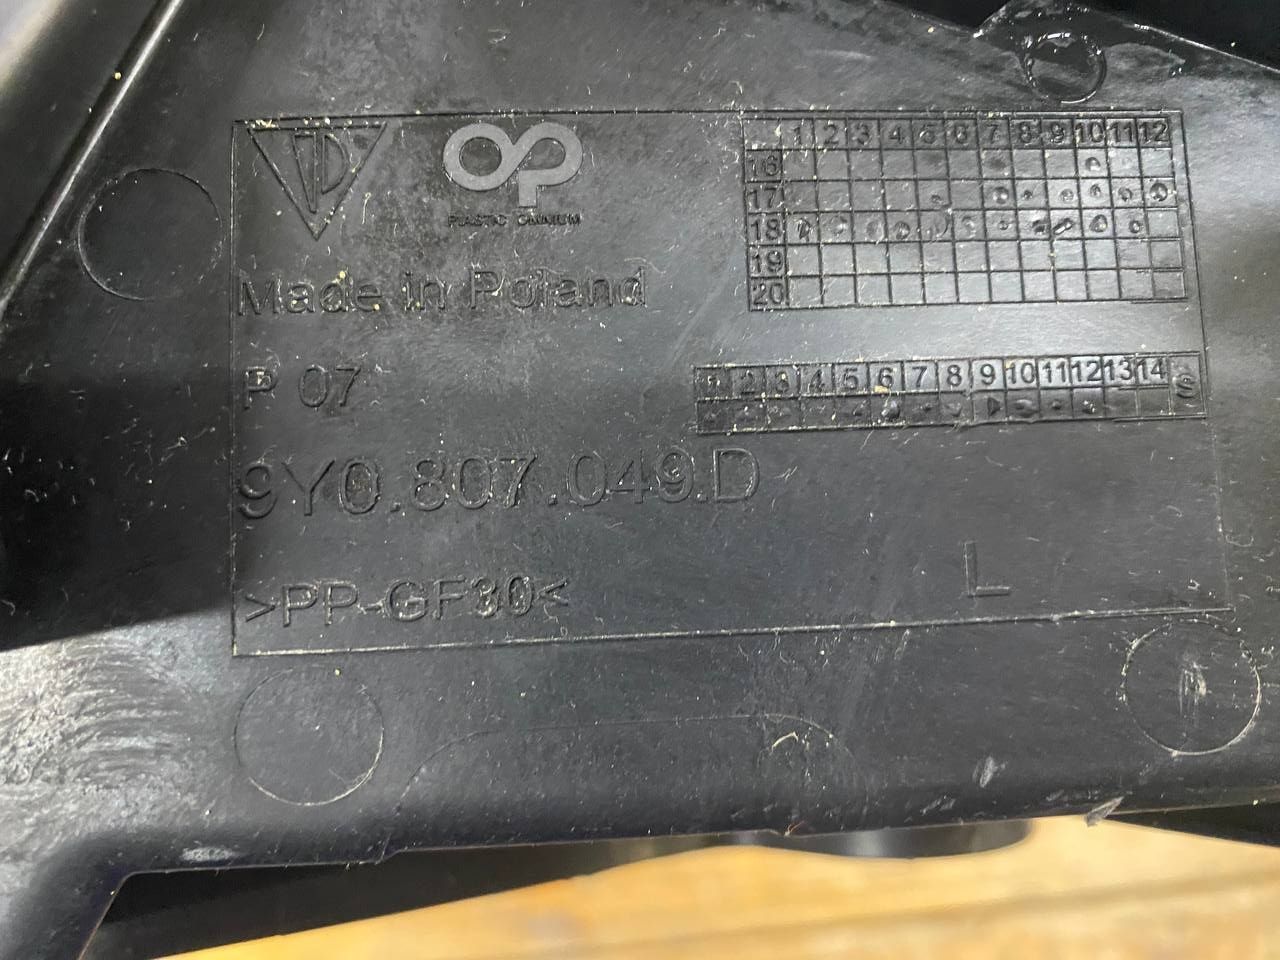 TPD
OP
PLASTIC OMNIUM
1 2 3 4 5 6 7 8 9 10 11 12
16
17
18
19
20
Made in Poland
P 07
1 2 3 4 5 6 7 8 9 10 11 12 13 14 S
9Y0.807.049.D
>PP-GF30<
L